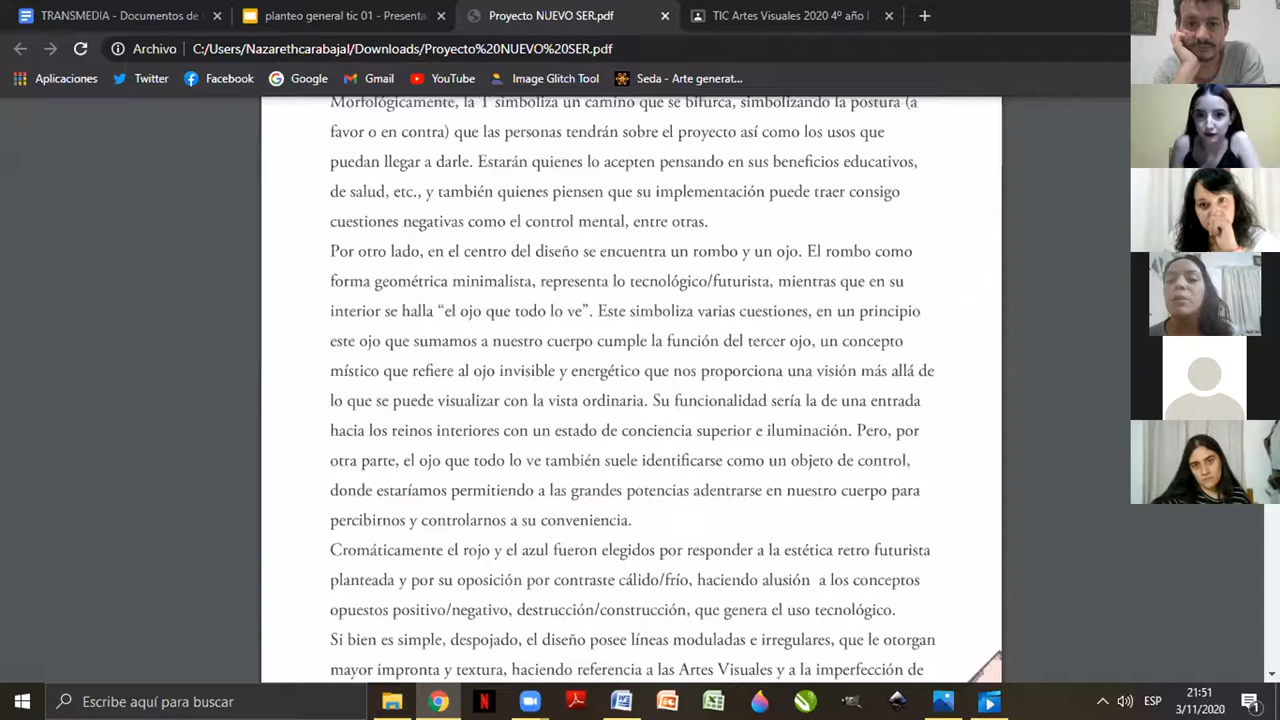 TRANSMEDIA - Documentos de
planteo general tic 01 - Presenta
Proyecto NUEVO SER.pdf
TIC Artes Visuales 2020 4º año
Archivo
C:/Users/Nazarethcarabajal/Downloads/Proyecto%20NUEVO%20SER.pdf
Aplicaciones
Twitter
Facebook
Google
Gmail
YouTube
Image Glitch Tool
Seda - Arte generat...
Morfológicamente, la T simboliza un camino que se bifurca, simbolizando la postura (a
favor o en contra) que las personas tendrán sobre el proyecto así como los usos que
puedan llegar a darle. Estarán quienes lo acepten pensando en sus beneficios educativos,
de salud, etc., y también quienes piensen que su implementación puede traer consigo
cuestiones negativas como el control mental, entre otras.
Por otro lado, en el centro del diseño se encuentra un rombo y un ojo. El rombo como
forma geométrica minimalista, representa lo tecnológico/futurista, mientras que en su
interior se halla “el ojo que todo lo ve”. Este simboliza varias cuestiones, en un principio
este ojo que sumamos a nuestro cuerpo cumple la función del tercer ojo, un concepto
místico que refiere al ojo invisible y energético que nos proporciona una visión más allá de
lo que se puede visualizar con la vista ordinaria. Su funcionalidad sería la de una entrada
hacia los reinos interiores con un estado de conciencia superior e iluminación. Pero, por
otra parte, el ojo que todo lo ve también suele identificarse como un objeto de control,
donde estaríamos permitiendo a las grandes potencias adentrarse en nuestro cuerpo para
percibirnos y controlarnos a su conveniencia.
Cromáticamente el rojo y el azul fueron elegidos por responder a la estética retro futurista
planteada y por su oposición por contraste cálido/frío, haciendo alusión a los conceptos
opuestos positivo/negativo, destrucción/construcción, que genera el uso tecnológico.
Si bien es simple, despojado, el diseño posee líneas moduladas e irregulares, que le otorgan
mayor impronta y textura, haciendo referencia a las Artes Visuales y a la imperfección de
Escribe aquí para buscar
ESP
21:51
3/11/2020
1